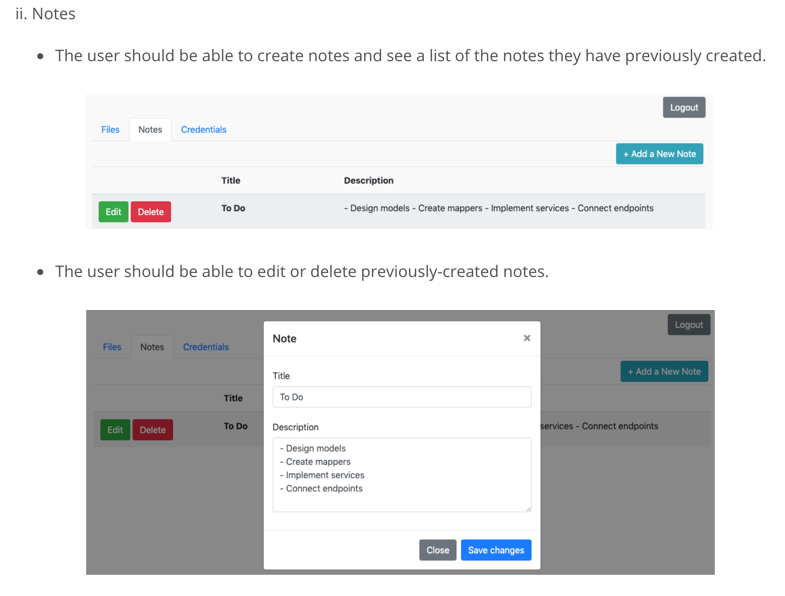 ii. Notes
The user should be able to create notes and see a list of the notes they have previously created.
Logout
Files Notes Credentials
+ Add a New Note
Title Description
Edit Delete To Do - Design models - Create mappers - Implement services - Connect endpoints
The user should be able to edit or delete previously-created notes.
Logout
Files Notes Credentials
+ Add a New Note
Title
Edit Delete To Do services - Connect endpoints
Note ×
Title
To Do
Description
- Design models
- Create mappers
- Implement services
- Connect endpoints
Close Save changes